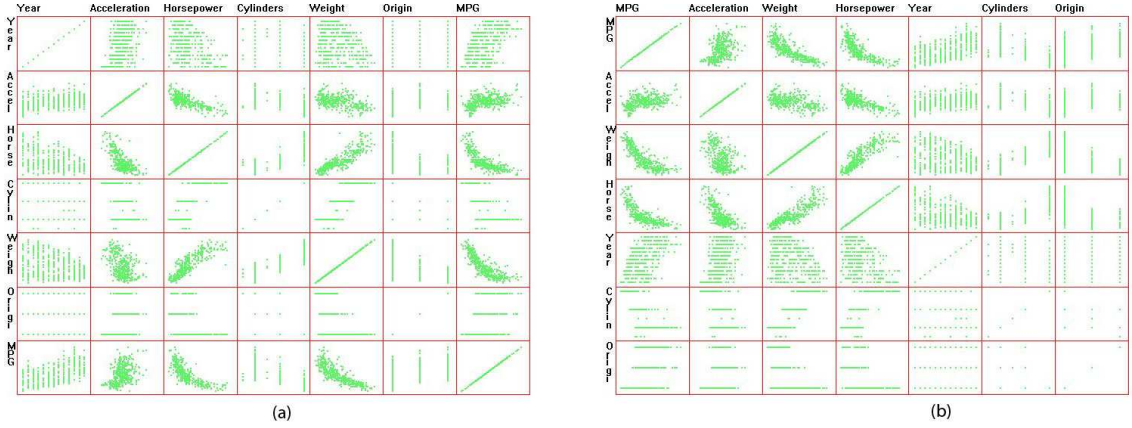 Year Acceleration Horsepower Cylinders Weight Origin MPG
Year
Accel
Horse
Cylin
Weigh
Origi
MPG
(a)
MPG Acceleration Weight Horsepower Year Cylinders Origin
MPG
Accel
Weigh
Horse
Year
Cylin
Origi
(b)